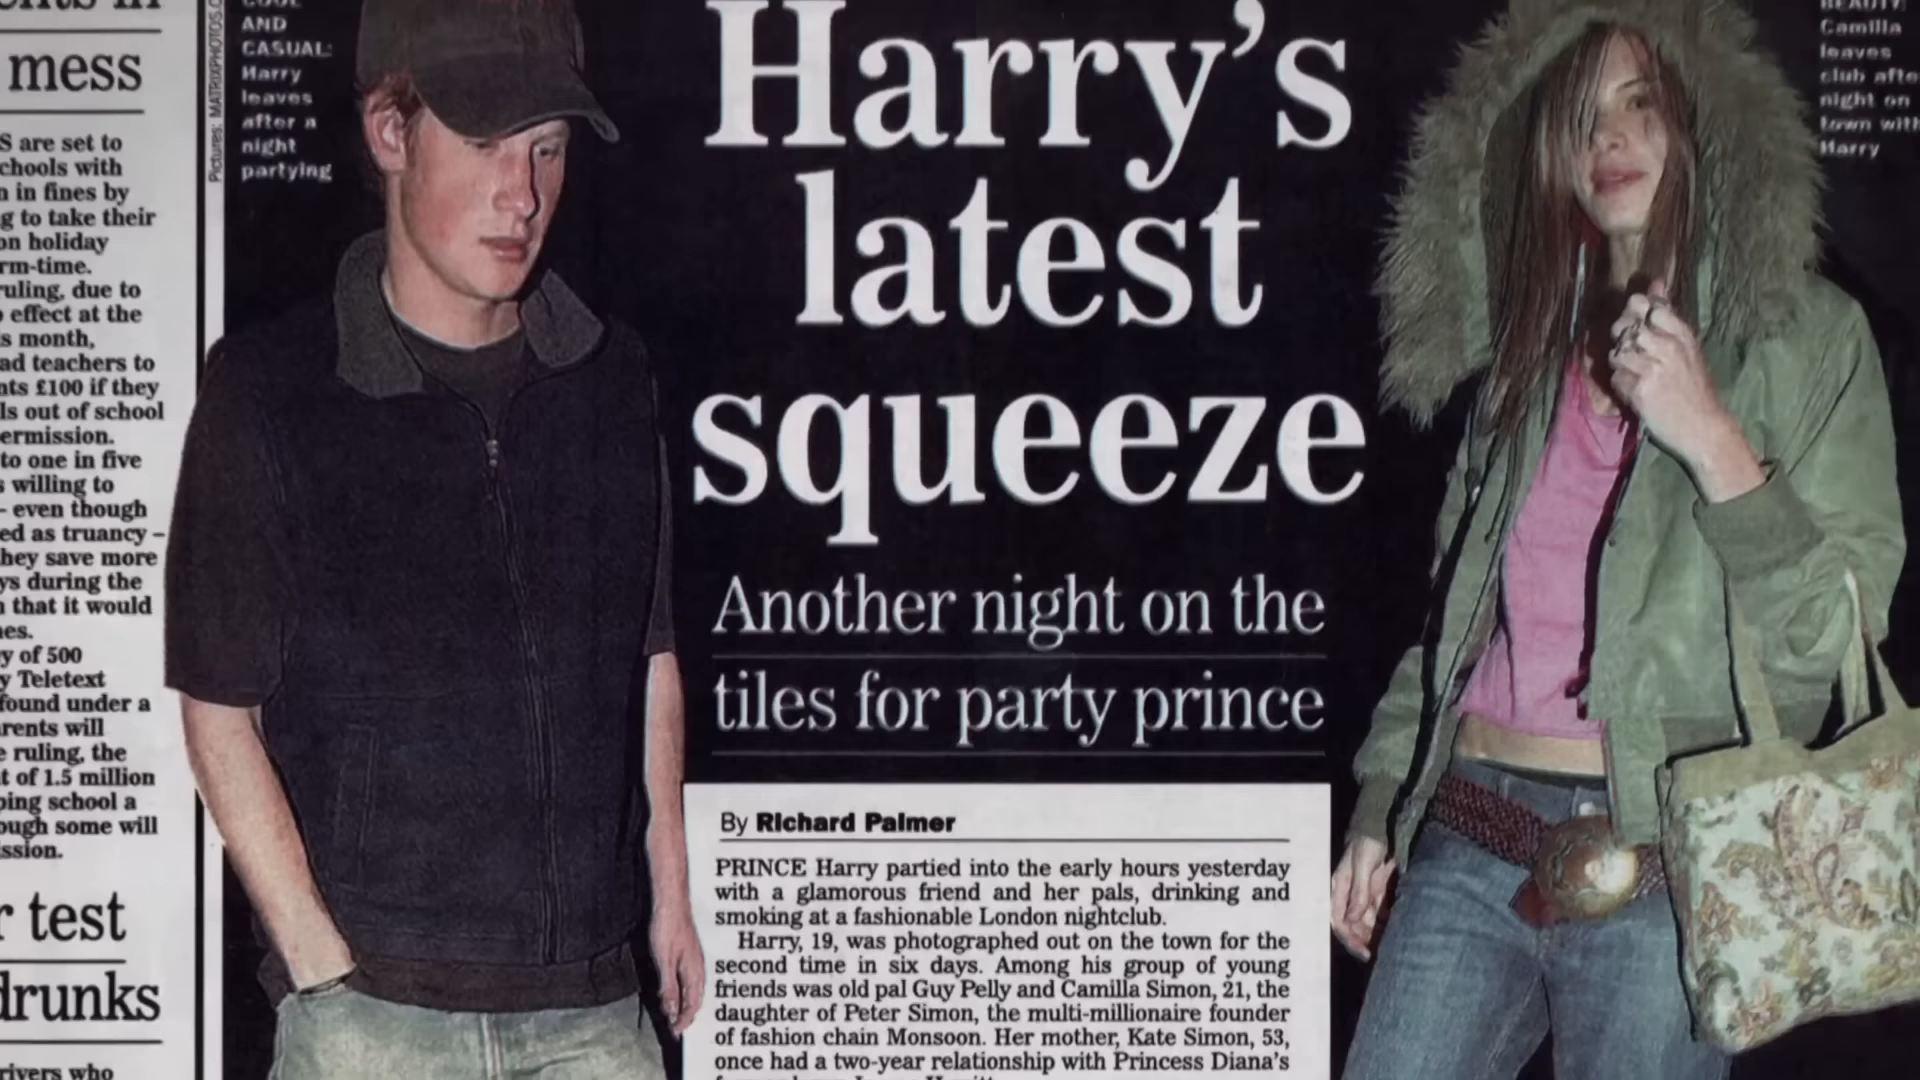 mess
S are set to
chools with
n in fines by
g to take their
on holiday
rm-time.
ruling, due to
effect at the
s month,
ad teachers to
nts £100 if they
ls out of school
ermission.
to one in five
s willing to
- even though
ed as truancy –
hey save more
ys during the
n that it would
nes.
y of 500
y Teletext
found under a
arents will
e ruling, the
t of 1.5 million
ping school a
ough some will
ission.
r test
drunks
rivers who
Pictures: MATRIXPHOTOS.C
COOL
AND
CASUAL:
Harry
leaves
after a
night
partying
Harry's
latest
squeeze
Another night on the
tiles for party prince
By Richard Palmer
PRINCE Harry partied into the early hours yesterday
with a glamorous friend and her pals, drinking and
smoking at a fashionable London nightclub.
Harry, 19, was photographed out on the town for the
second time in six days. Among his group of young
friends was old pal Guy Pelly and Camilla Simon, 21, the
daughter of Peter Simon, the multi-millionaire founder
of fashion chain Monsoon. Her mother, Kate Simon, 53,
once had a two-year relationship with Princess Diana's
BEAUTY:
Camilla
leaves
club afte
night on
town with
Harry